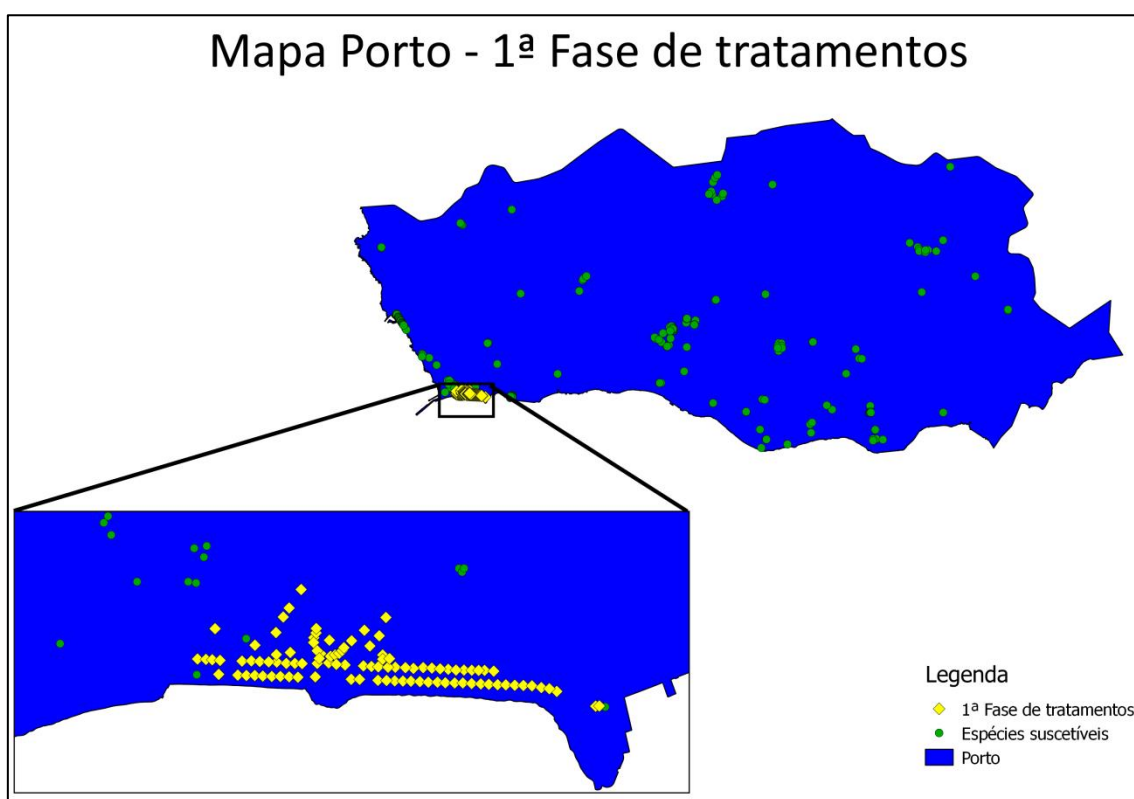 Mapa Porto - 1ª Fase de tratamentos
Legenda
1ª Fase de tratamentos
Espécies suscetíveis
Porto